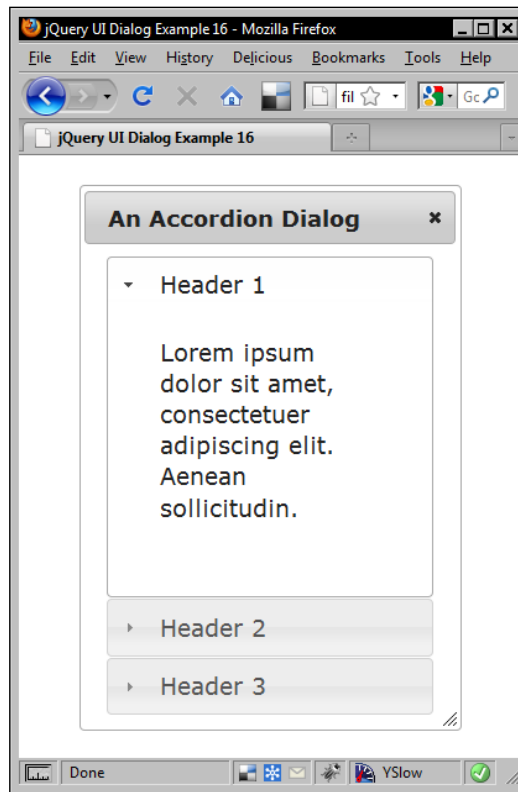 jQuery UI Dialog Example 16 - Mozilla Firefox
File Edit View History Delicious Bookmarks Tools Help
fil Gc
jQuery UI Dialog Example 16
An Accordion Dialog
Header 1
Lorem ipsum
dolor sit amet,
consectetuer
adipiscing elit.
Aenean
sollicitudin.
Header 2
Header 3
Done YSlow